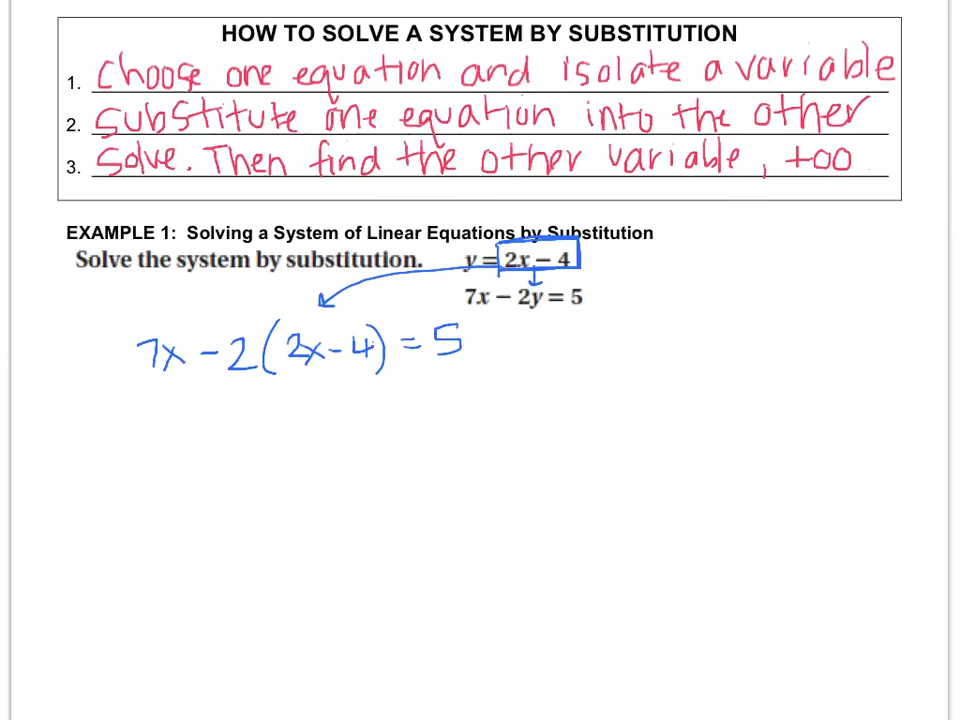 HOW TO SOLVE A SYSTEM BY SUBSTITUTION
1. Choose one equation and isolate a variable
2. substitute one equation into the other
3. Solve. Then find the other variable, too
EXAMPLE 1: Solving a System of Linear Equations by Substitution
Solve the system by substitution. y = 2x − 4
7x − 2y = 5
7x − 2(2x − 4) = 5